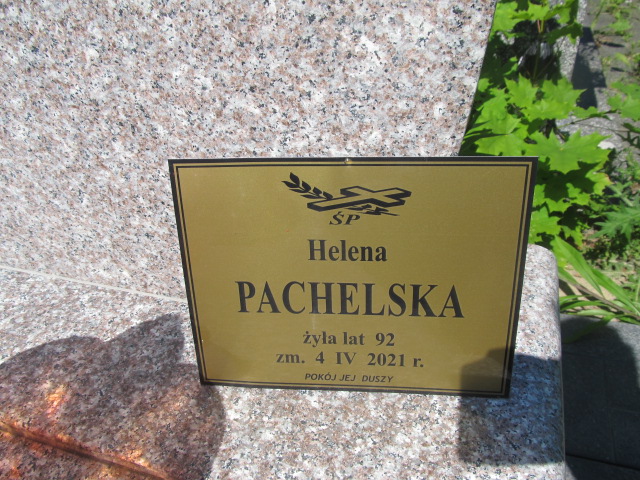 ŚP
Helena
PACHELSKA
żyła lat 92
zm. 4 IV 2021 r.
POKÓJ JEJ DUSZY